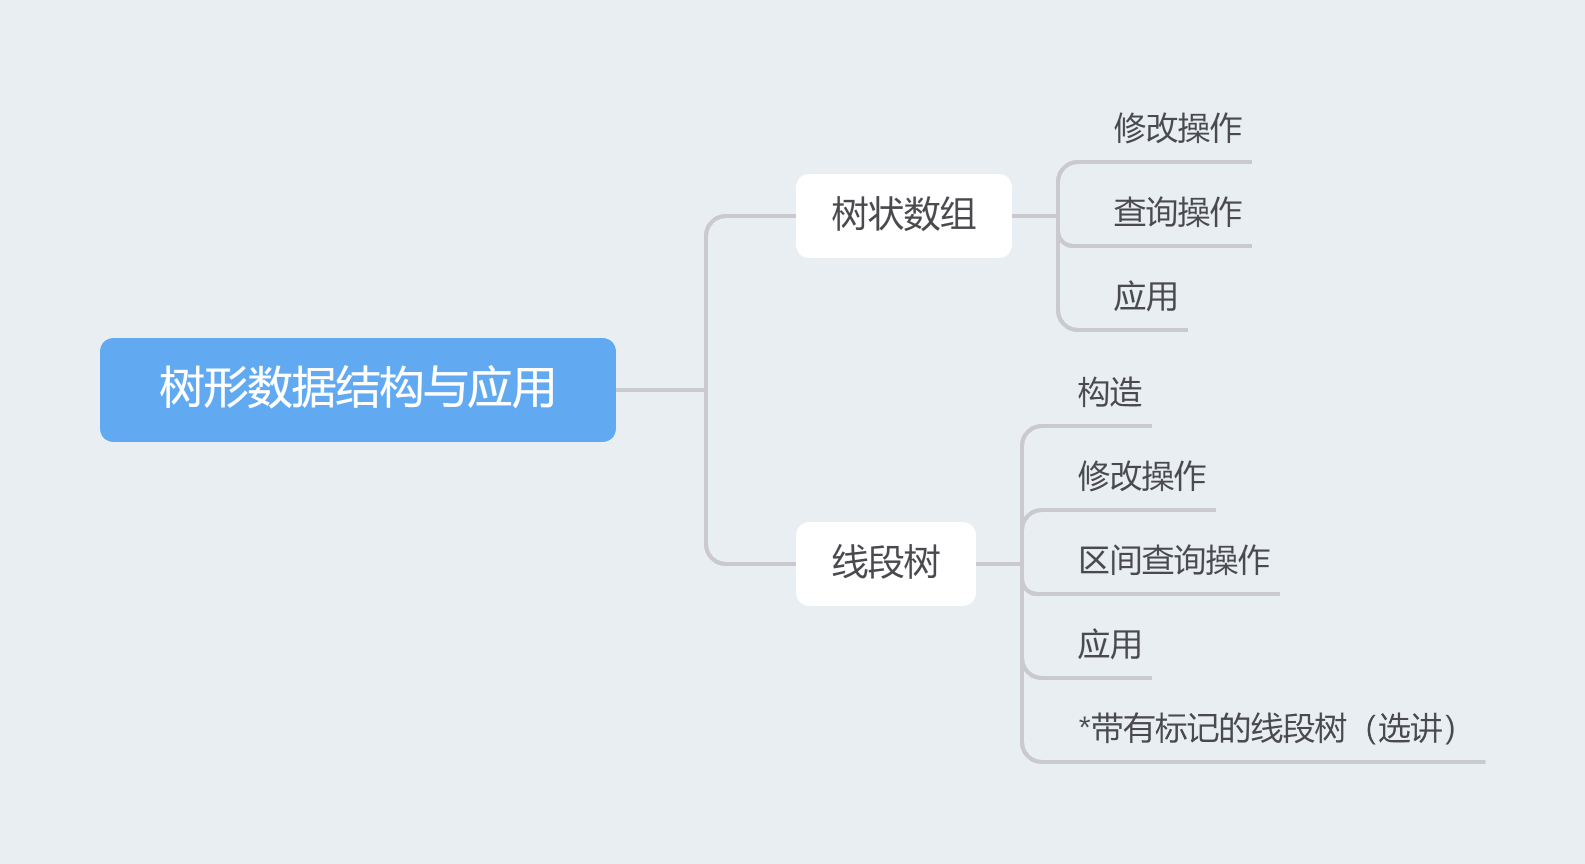 树形数据结构与应用
树状数组
修改操作
查询操作
应用
线段树
构造
修改操作
区间查询操作
应用
*带有标记的线段树（选讲）